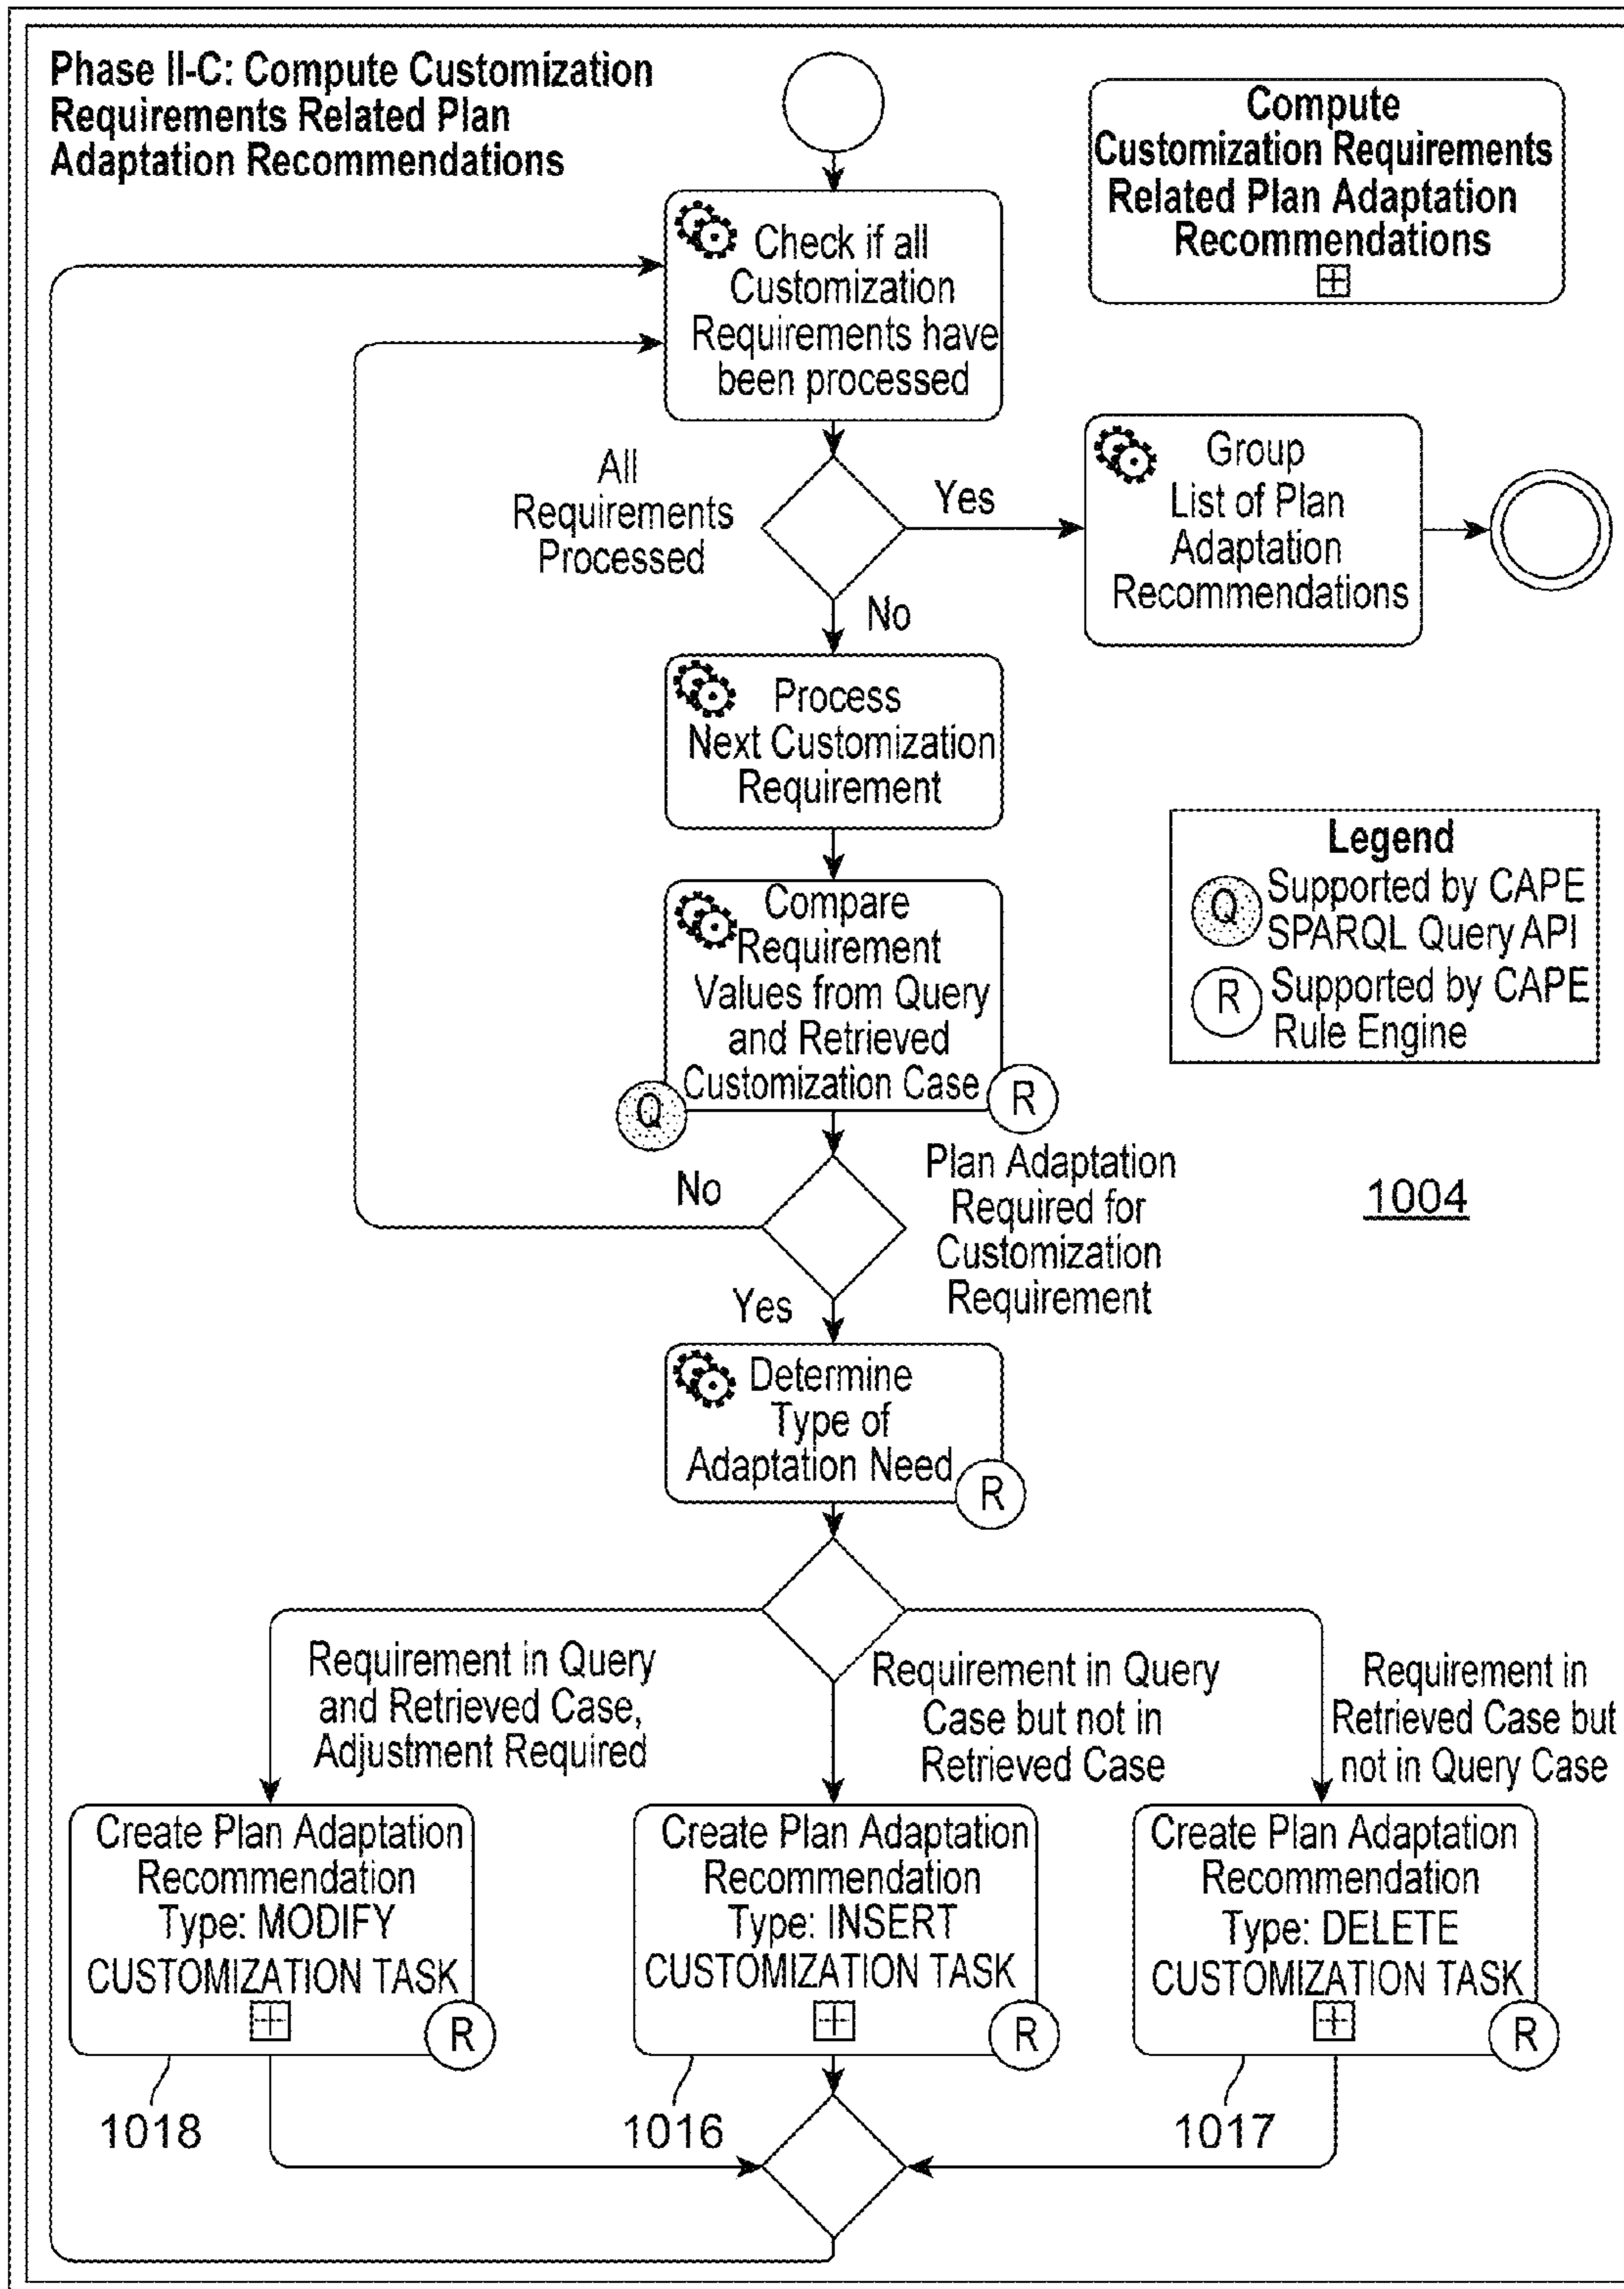 Phase II-C: Compute Customization
Requirements Related Plan
Adaptation Recommendations
Compute
Customization Requirements
Related Plan Adaptation
Recommendations
Check if all
Customization
Requirements have
been processed
All
Requirements
Processed
Yes
Group
List of Plan
Adaptation
Recommendations
No
Process
Next Customization
Requirement
Legend
Q Supported by CAPE
SPARQL Query API
R Supported by CAPE
Rule Engine
Compare
Requirement
Values from Query
and Retrieved
Customization Case
Q
R
No
Plan Adaptation
Required for
Customization
Requirement
1004
Yes
Determine
Type of
Adaptation Need
R
Requirement in Query
and Retrieved Case,
Adjustment Required
Requirement in Query
Case but not in
Retrieved Case
Requirement in
Retrieved Case but
not in Query Case
Create Plan Adaptation
Recommendation
Type: MODIFY
CUSTOMIZATION TASK
R
Create Plan Adaptation
Recommendation
Type: INSERT
CUSTOMIZATION TASK
R
Create Plan Adaptation
Recommendation
Type: DELETE
CUSTOMIZATION TASK
R
1018
1016
1017